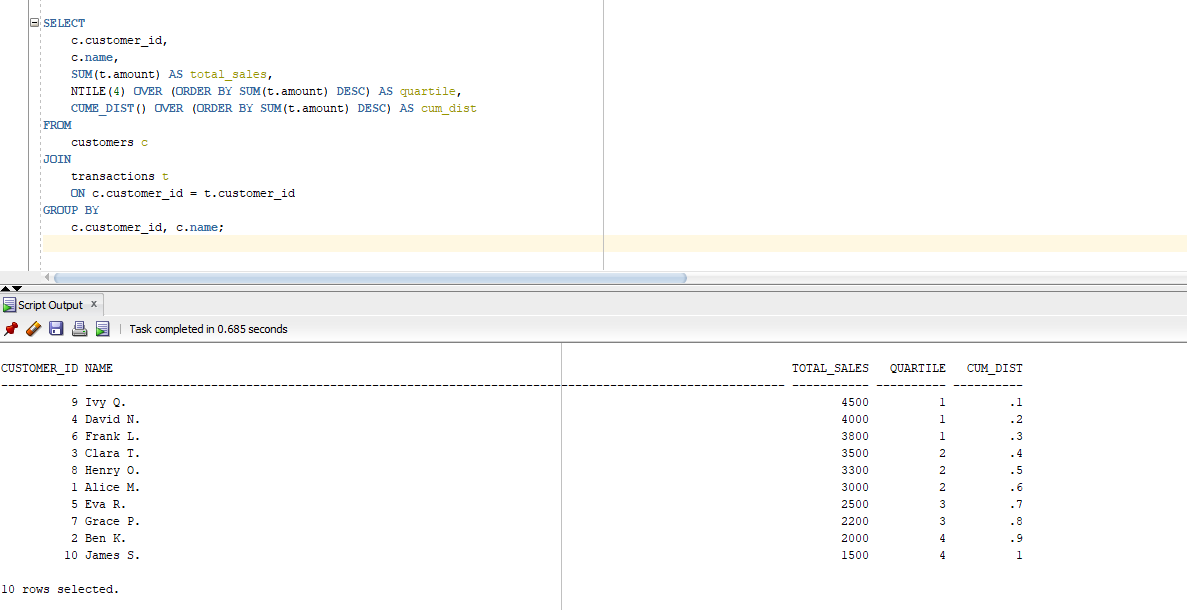 SELECT
c.customer_id,
c.name,
SUM(t.amount) AS total_sales,
NTILE(4) OVER (ORDER BY SUM(t.amount) DESC) AS quartile,
CUME_DIST() OVER (ORDER BY SUM(t.amount) DESC) AS cum_dist
FROM
customers c
JOIN
transactions t
ON c.customer_id = t.customer_id
GROUP BY
c.customer_id, c.name;
Script Output x
Task completed in 0.685 seconds
CUSTOMER_ID NAME TOTAL_SALES QUARTILE CUM_DIST
9 Ivy Q. 4500 1 .1
4 David N. 4000 1 .2
6 Frank L. 3800 1 .3
3 Clara T. 3500 2 .4
8 Henry O. 3300 2 .5
1 Alice M. 3000 2 .6
5 Eva R. 2500 3 .7
7 Grace P. 2200 3 .8
2 Ben K. 2000 4 .9
10 James S. 1500 4 1
10 rows selected.